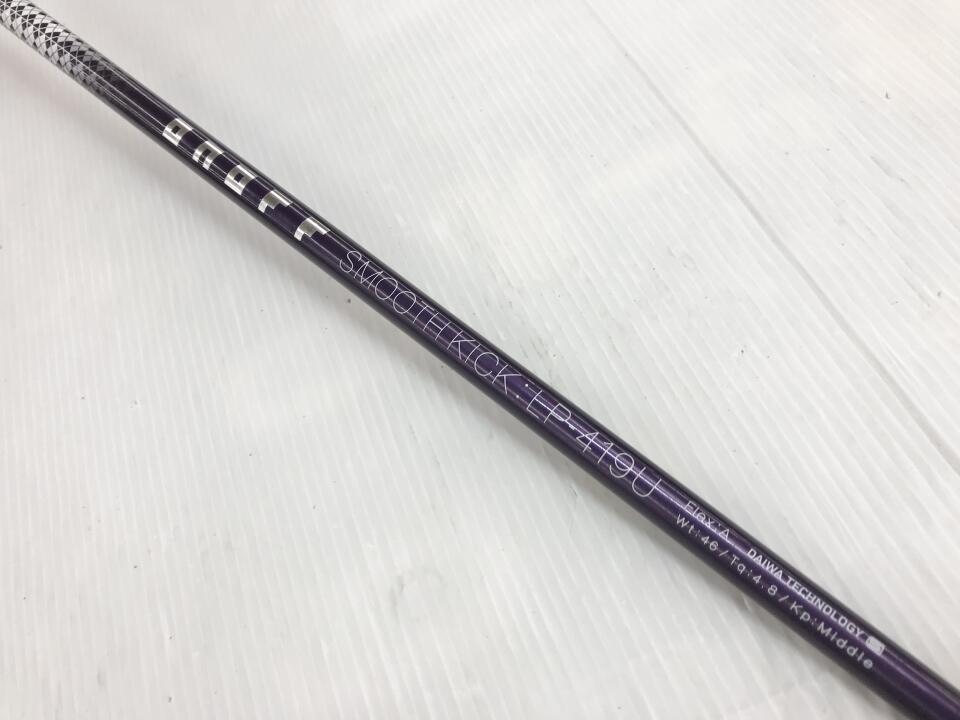 SMOOTH KICK: LP-419U
Flex:A DAIWA TECHNOLOGY
Wt:46/Tq:4.8/Kp:Middle